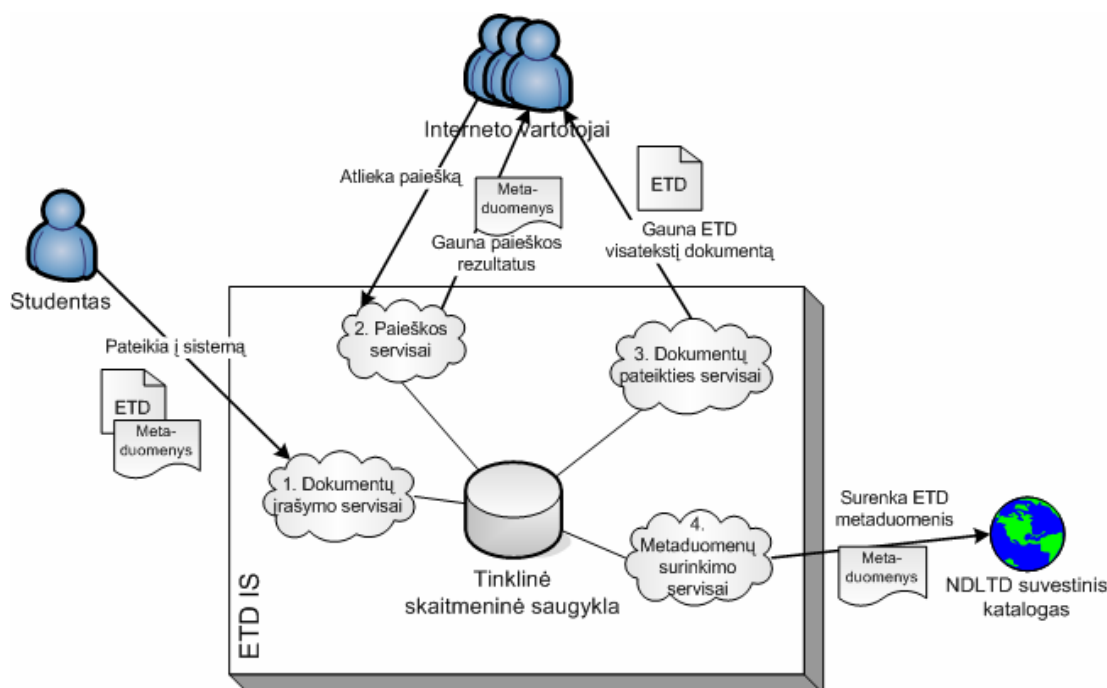 Interneto vartotojai
Atlieka paiešką
Meta-
duomenys
Gauna paieškos
rezultatus
ETD
Gauna ETD
visatekstį dokumentą
Studentas
Pateikia į sistemą
ETD
Meta-
duomenys
2. Paieškos
servisai
3. Dokumentų
pateikties servisai
1. Dokumentų
įrašymo servisai
4.
Metaduomenų
surinkimo
servisai
Tinklinė
skaitmeninė saugykla
ETD IS
Surenka ETD
metaduomenis
Meta-
duomenys
NDLTD suvestinis
katalogas